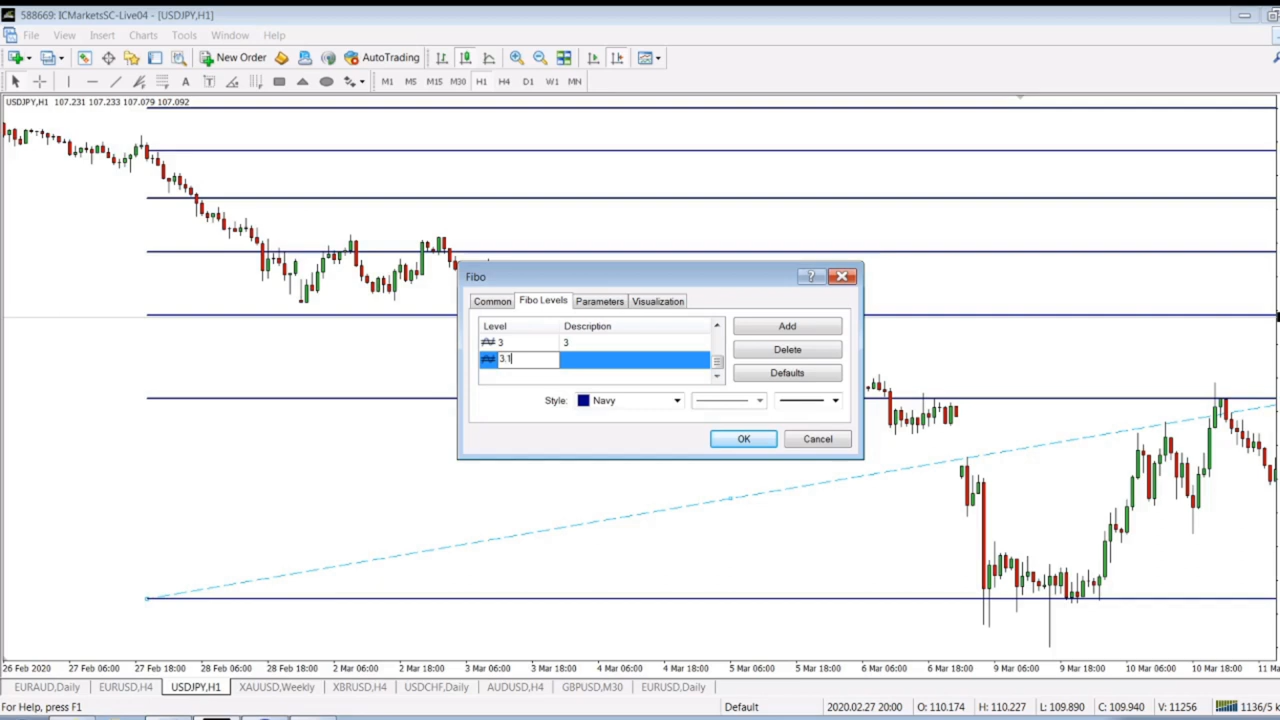 588669: ICMarketsSC-Live04 - [USDJPY,H1]
File View Insert Charts Tools Window Help
New Order AutoTrading
A T M1 M5 M15 M30 H1 H4 D1 W1 MN
USDJPY,H1 107.231 107.233 107.079 107.092
Fibo
Common Fibo Levels Parameters Visualization
Level Description Add
3 3
3.1 Delete
Defaults
Style: Navy
OK Cancel
26 Feb 2020 27 Feb 06:00 27 Feb 18:00 28 Feb 06:00 28 Feb 18:00 2 Mar 06:00 2 Mar 18:00 3 Mar 06:00 3 Mar 18:00 4 Mar 06:00 4 Mar 18:00 5 Mar 06:00 5 Mar 18:00 6 Mar 06:00 6 Mar 18:00 9 Mar 06:00 9 Mar 18:00 10 Mar 06:00 10 Mar 18:00 11 Ma
EURAUD,Daily EURUSD,H4 USDJPY,H1 XAUUSD,Weekly XBRUSD,H4 USDCHF,Daily AUDUSD,H4 GBPUSD,M30 EURUSD,Daily
For Help, press F1 Default 2020.02.27 20:00 O: 110.174 H: 110.227 L: 109.890 C: 109.940 V: 11256 1136/5 k